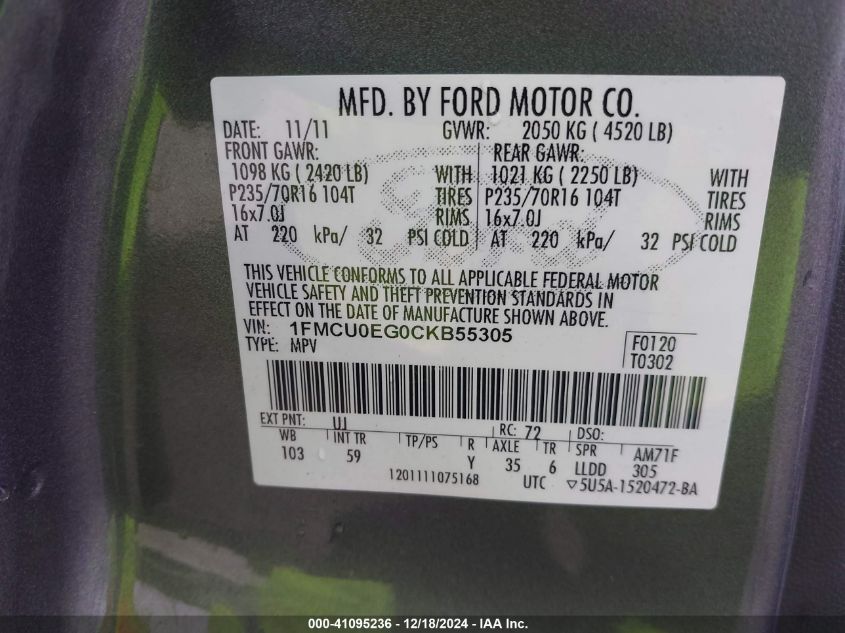 MFD. BY FORD MOTOR CO.
DATE: 11/11 GVWR: 2050 KG ( 4520 LB)
FRONT GAWR: REAR GAWR:
1098 KG ( 2420 LB) WITH 1021 KG ( 2250 LB) WITH
P235/70R16 104T TIRES P235/70R16 104T TIRES
16x7.0J RIMS 16x7.0J RIMS
AT 220 kPa/ 32 PSI COLD AT 220 kPa/ 32 PSI COLD
THIS VEHICLE CONFORMS TO ALL APPLICABLE FEDERAL MOTOR
VEHICLE SAFETY AND THEFT PREVENTION STANDARDS IN
EFFECT ON THE DATE OF MANUFACTURE SHOWN ABOVE.
VIN: 1FMCU0EG0CKB55305
TYPE: MPV
F0120
T0302
EXT PNT: UJ RC: 72 DSO:
WB INT TR TP/PS R AXLE TR SPR AM71F
103 59 Y 35 6 LLDD 305
1201111075168 UTC ▽5U5A-1520472-BA
000-41095236 - 12/18/2024 - IAA Inc.